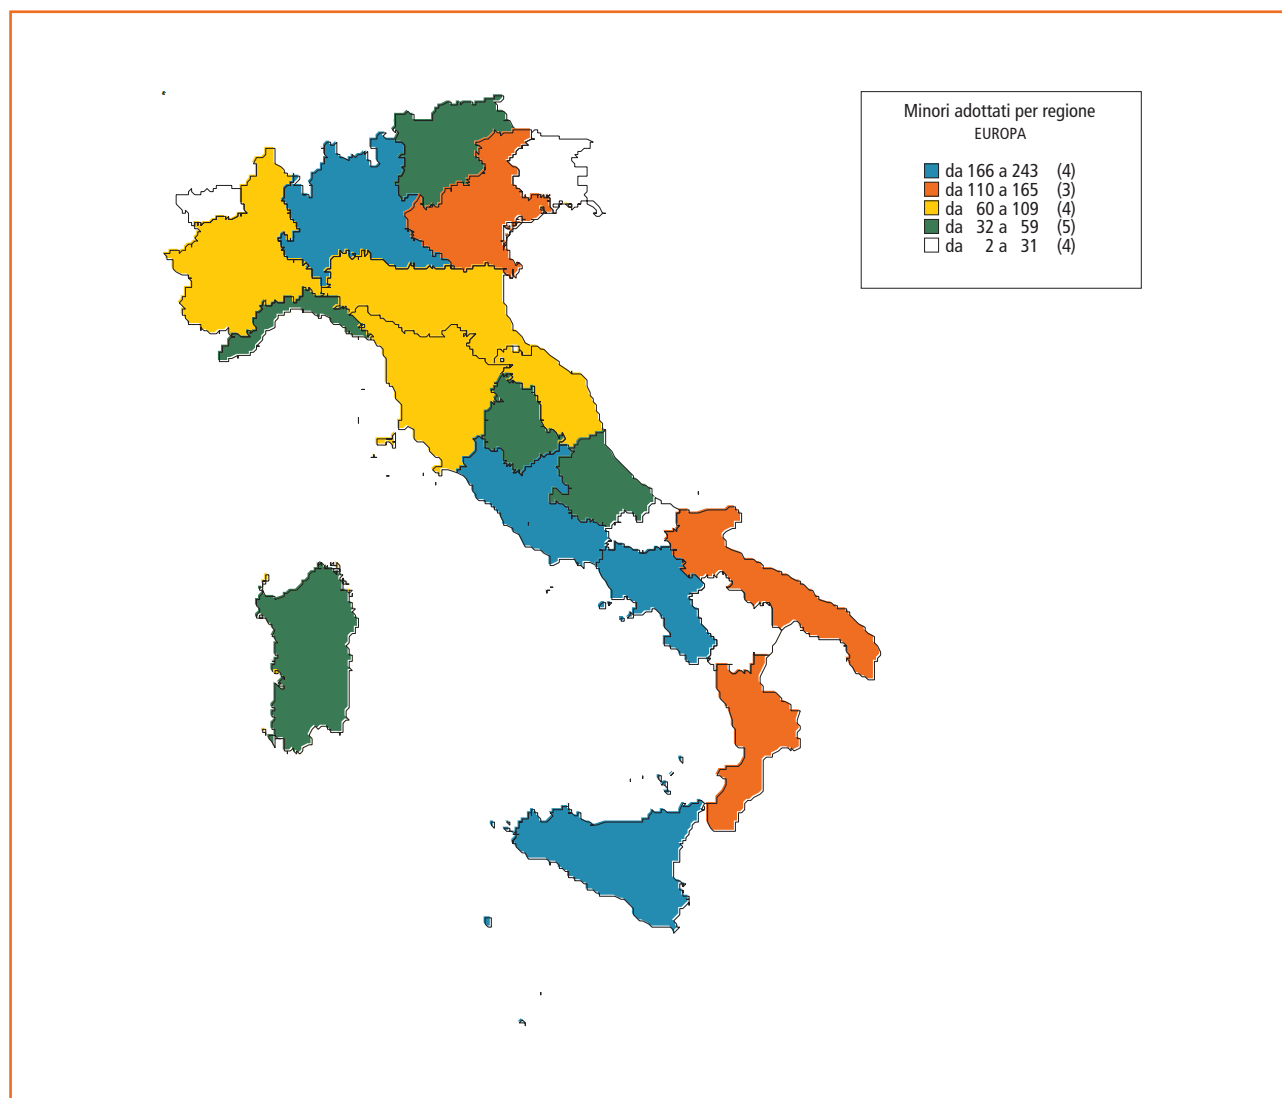 Minori adottati per regione
EUROPA
da 166 a 243 (4)
da 110 a 165 (3)
da 60 a 109 (4)
da 32 a 59 (5)
da 2 a 31 (4)